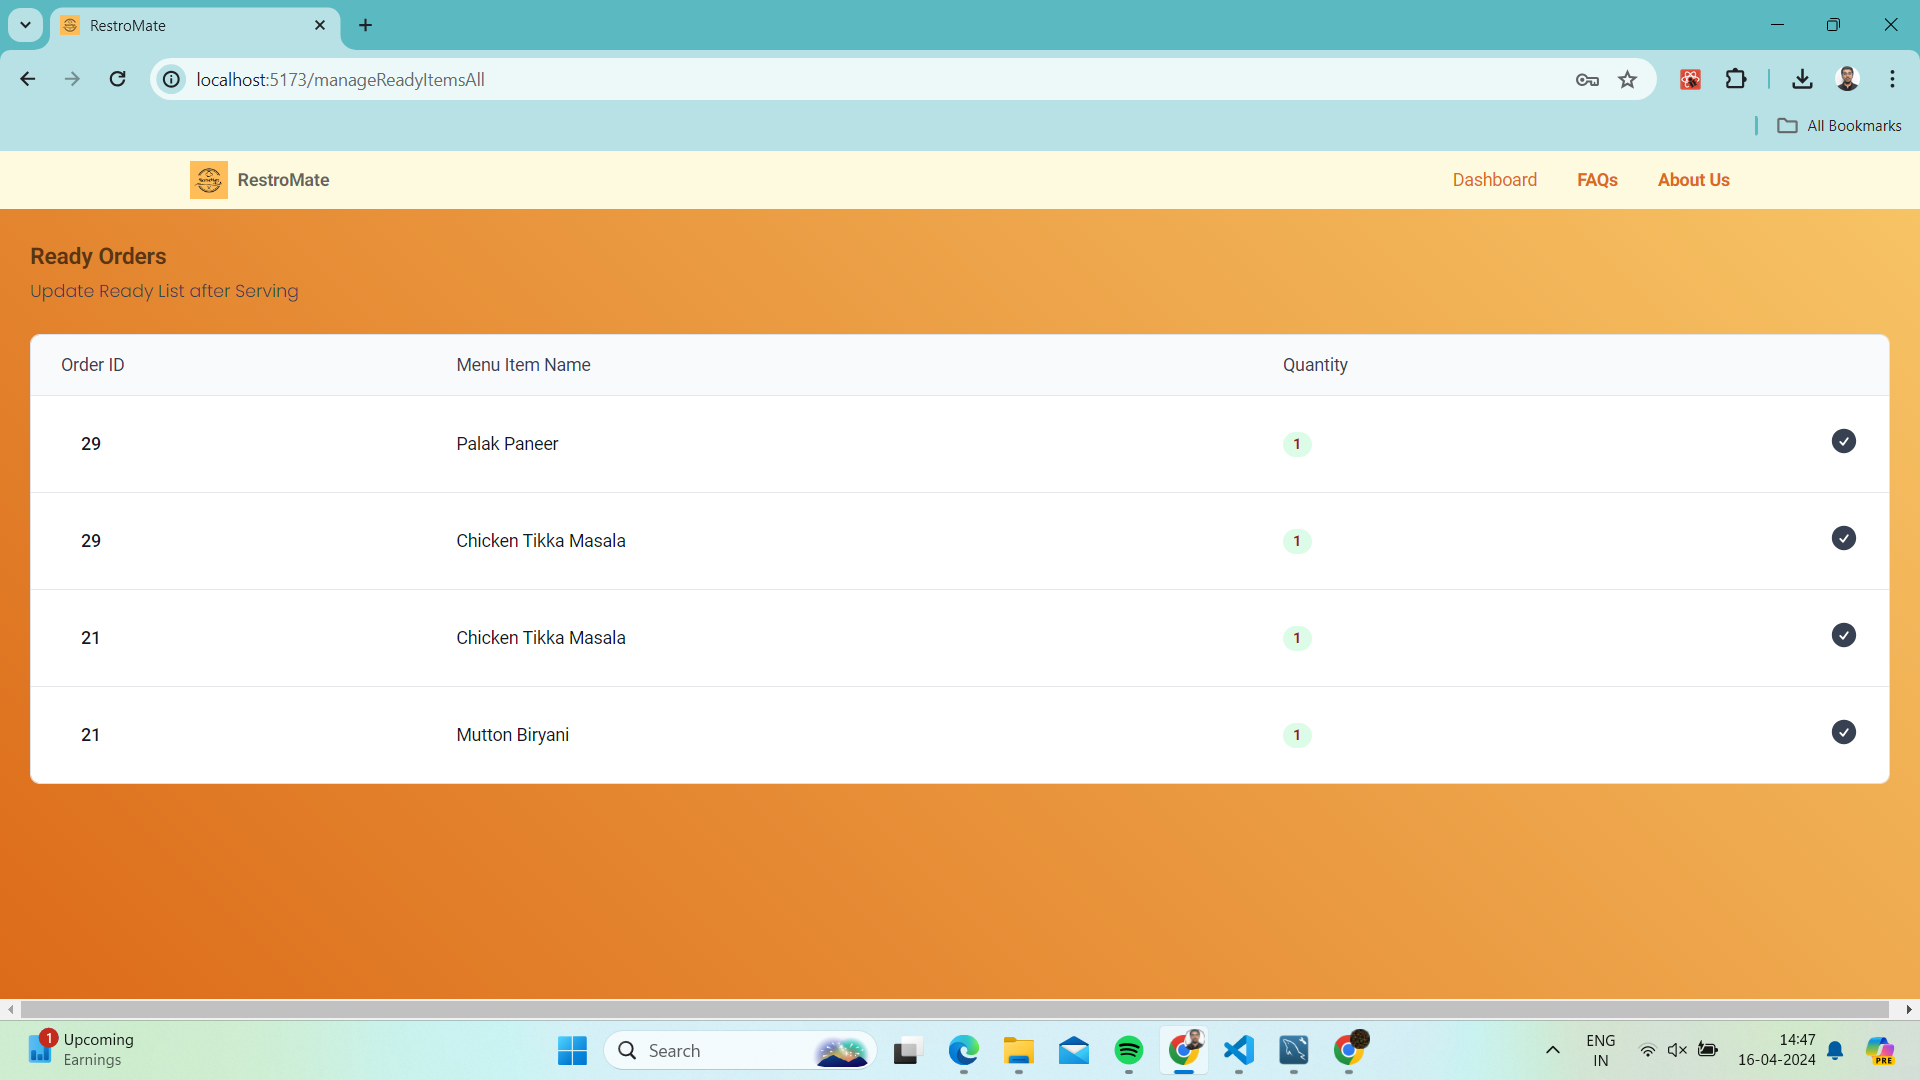 RestroMate
localhost:5173/manageReadyItemsAll
All Bookmarks
RestroMate
Dashboard FAQs About Us
Ready Orders
Update Ready List after Serving
Order ID Menu Item Name Quantity
29 Palak Paneer 1
29 Chicken Tikka Masala 1
21 Chicken Tikka Masala 1
21 Mutton Biryani 1
1
Upcoming
Earnings
Search
ENG
IN
14:47
16-04-2024
PRE